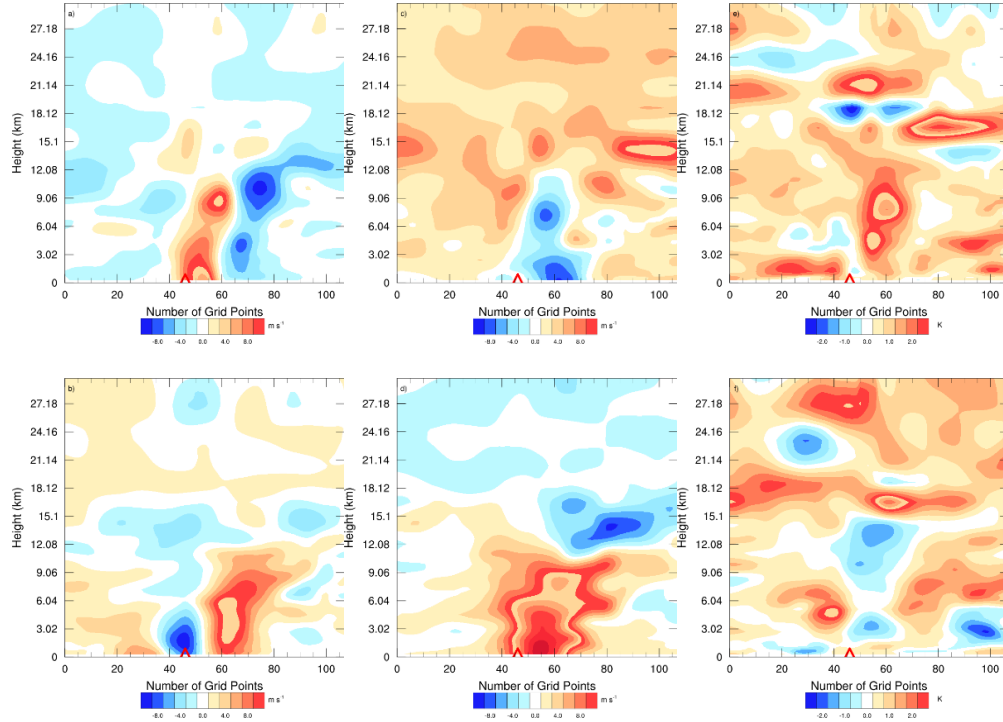 a)
Height (km)
27.18
24.16
21.14
18.12
15.1
12.08
9.06
6.04
3.02
0
0 20 40 60 80 100
Number of Grid Points
-8.0 -4.0 0.0 4.0 8.0 m s⁻¹
c)
Height (km)
27.18
24.16
21.14
18.12
15.1
12.08
9.06
6.04
3.02
0
0 20 40 60 80 100
Number of Grid Points
-8.0 -4.0 0.0 4.0 8.0 m s⁻¹
e)
Height (km)
27.18
24.16
21.14
18.12
15.1
12.08
9.06
6.04
3.02
0
0 20 40 60 80 100
Number of Grid Points
-2.0 -1.0 0.0 1.0 2.0 K
b)
Height (km)
27.18
24.16
21.14
18.12
15.1
12.08
9.06
6.04
3.02
0
0 20 40 60 80 100
Number of Grid Points
-8.0 -4.0 0.0 4.0 8.0 m s⁻¹
d)
Height (km)
27.18
24.16
21.14
18.12
15.1
12.08
9.06
6.04
3.02
0
0 20 40 60 80 100
Number of Grid Points
-8.0 -4.0 0.0 4.0 8.0 m s⁻¹
f)
Height (km)
27.18
24.16
21.14
18.12
15.1
12.08
9.06
6.04
3.02
0
0 20 40 60 80 100
Number of Grid Points
-2.0 -1.0 0.0 1.0 2.0 K